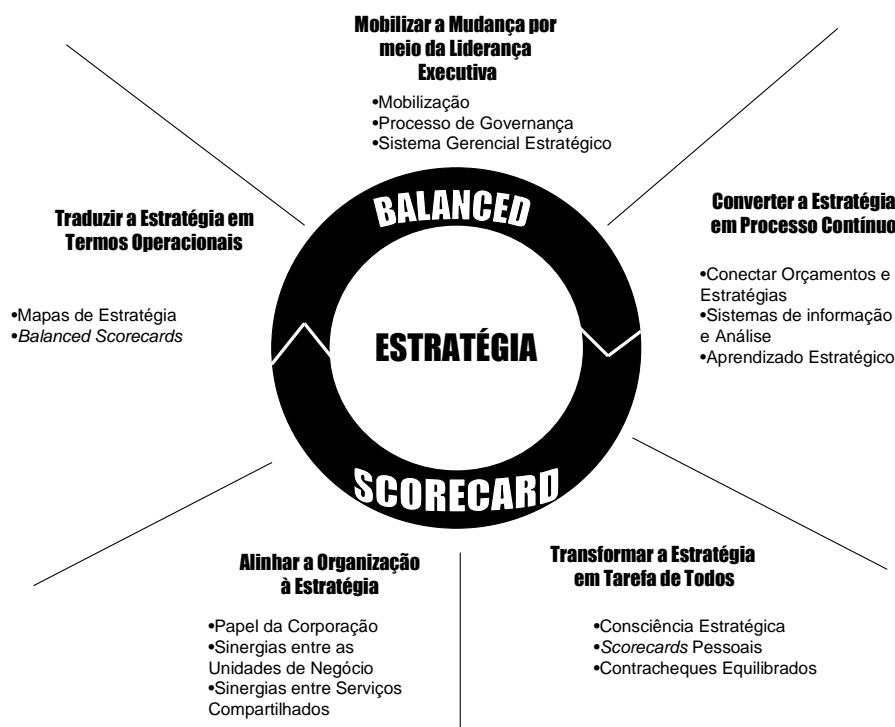 Mobilizar a Mudança por
meio da Liderança
Executiva
•Mobilização
•Processo de Governança
•Sistema Gerencial Estratégico
Traduzir a Estratégia em
Termos Operacionais
•Mapas de Estratégia
•Balanced Scorecards
BALANCED
ESTRATÉGIA
SCORECARD
Converter a Estratégia
em Processo Contínuo
•Conectar Orçamentos e
Estratégias
•Sistemas de informação
e Análise
•Aprendizado Estratégico
Alinhar a Organização
à Estratégia
•Papel da Corporação
•Sinergias entre as
Unidades de Negócio
•Sinergias entre Serviços
Compartilhados
Transformar a Estratégia
em Tarefa de Todos
•Consciência Estratégica
•Scorecards Pessoais
•Contracheques Equilibrados